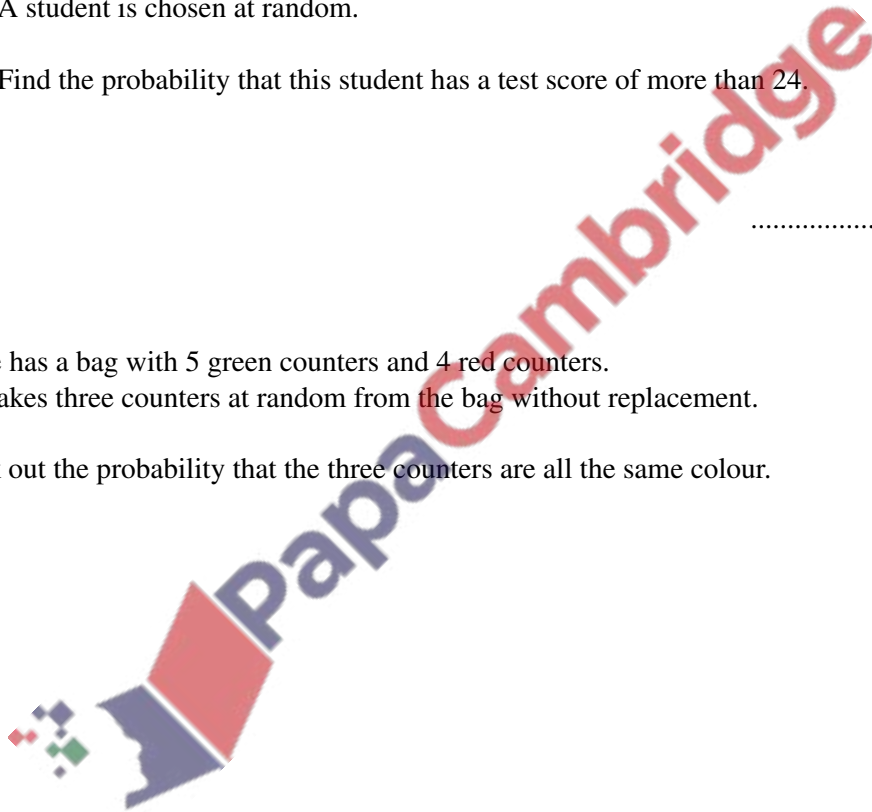 A student is chosen at random.
Find the probability that this student has a test score of more than 24.
..................
has a bag with 5 green counters and 4 red counters.
takes three counters at random from the bag without replacement.
out the probability that the three counters are all the same colour.
PapaCambridge